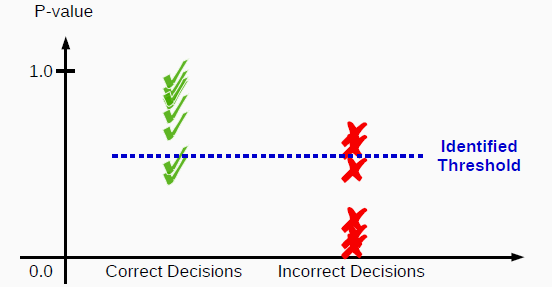 P-value
1.0
Identified
Threshold
0.0
Correct Decisions
Incorrect Decisions